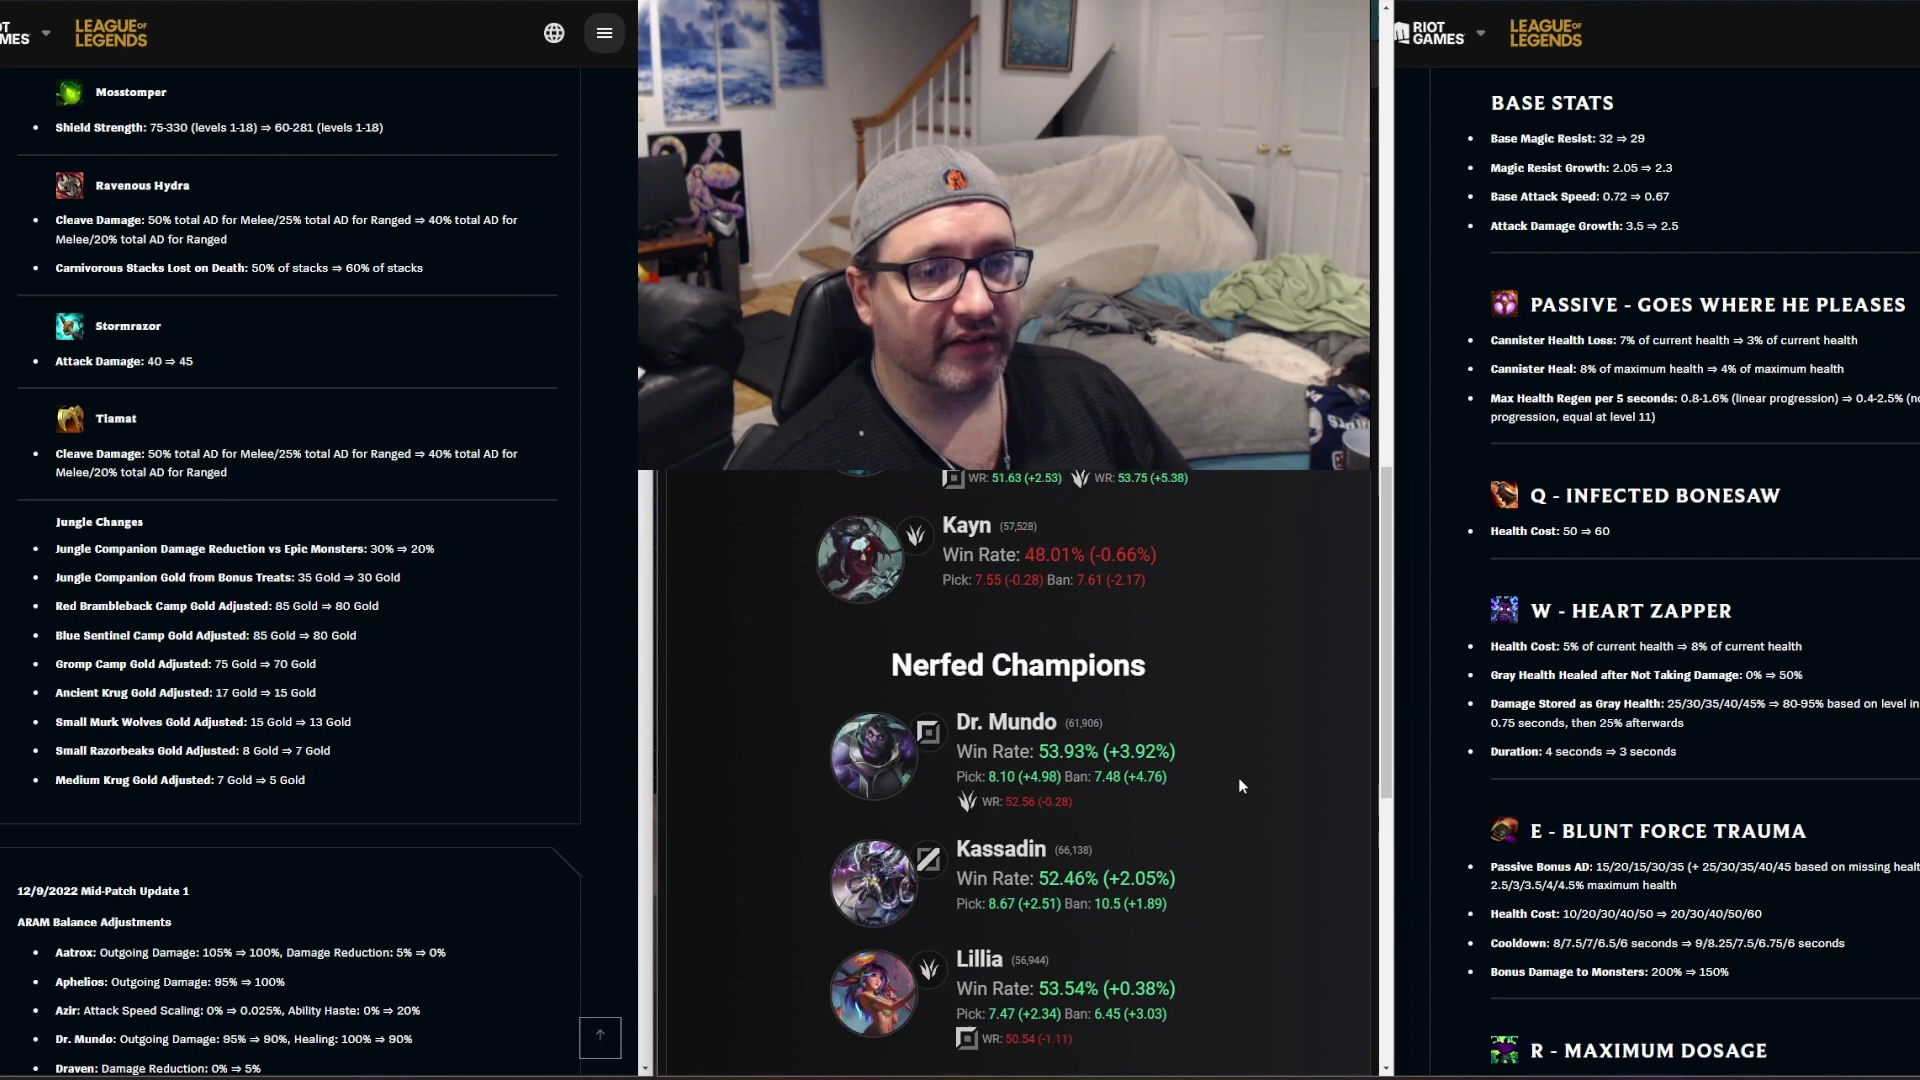 OT
MES
LEAGUE OF
LEGENDS
Mosstomper
Shield Strength: 75-330 (levels 1-18) ⇒ 60-281 (levels 1-18)
Ravenous Hydra
Cleave Damage: 50% total AD for Melee/25% total AD for Ranged ⇒ 40% total AD for
Melee/20% total AD for Ranged
Carnivorous Stacks Lost on Death: 50% of stacks ⇒ 60% of stacks
Stormrazor
Attack Damage: 40 ⇒ 45
Tiamat
Cleave Damage: 50% total AD for Melee/25% total AD for Ranged ⇒ 40% total AD for
Melee/20% total AD for Ranged
Jungle Changes
Jungle Companion Damage Reduction vs Epic Monsters: 30% ⇒ 20%
Jungle Companion Gold from Bonus Treats: 35 Gold ⇒ 30 Gold
Red Brambleback Camp Gold Adjusted: 85 Gold ⇒ 80 Gold
Blue Sentinel Camp Gold Adjusted: 85 Gold ⇒ 80 Gold
Gromp Camp Gold Adjusted: 75 Gold ⇒ 70 Gold
Ancient Krug Gold Adjusted: 17 Gold ⇒ 15 Gold
Small Murk Wolves Gold Adjusted: 15 Gold ⇒ 13 Gold
Small Razorbeaks Gold Adjusted: 8 Gold ⇒ 7 Gold
Medium Krug Gold Adjusted: 7 Gold ⇒ 5 Gold
12/9/2022 Mid-Patch Update 1
ARAM Balance Adjustments
Aatrox: Outgoing Damage: 105% ⇒ 100%, Damage Reduction: 5% ⇒ 0%
Aphelios: Outgoing Damage: 95% ⇒ 100%
Azir: Attack Speed Scaling: 0% ⇒ 0.025%, Ability Haste: 0% ⇒ 20%
Dr. Mundo: Outgoing Damage: 95% ⇒ 90%, Healing: 100% ⇒ 90%
Draven: Damage Reduction: 0% ⇒ 5%
WR: 51.63 (+2.53) WR: 53.75 (+5.38)
Kayn (57,528)
Win Rate: 48.01% (-0.66%)
Pick: 7.55 (-0.28) Ban: 7.61 (-2.17)
Nerfed Champions
Dr. Mundo (61,906)
Win Rate: 53.93% (+3.92%)
Pick: 8.10 (+4.98) Ban: 7.48 (+4.76)
WR: 52.56 (-0.28)
Kassadin (66,138)
Win Rate: 52.46% (+2.05%)
Pick: 8.67 (+2.51) Ban: 10.5 (+1.89)
Lillia (56,944)
Win Rate: 53.54% (+0.38%)
Pick: 7.47 (+2.34) Ban: 6.45 (+3.03)
WR: 50.54 (-1.11)
RIOT
GAMES
LEAGUE OF
LEGENDS
BASE STATS
Base Magic Resist: 32 ⇒ 29
Magic Resist Growth: 2.05 ⇒ 2.3
Base Attack Speed: 0.72 ⇒ 0.67
Attack Damage Growth: 3.5 ⇒ 2.5
PASSIVE - GOES WHERE HE PLEASES
Cannister Health Loss: 7% of current health ⇒ 3% of current health
Cannister Heal: 8% of maximum health ⇒ 4% of maximum health
Max Health Regen per 5 seconds: 0.8-1.6% (linear progression) ⇒ 0.4-2.5% (no
progression, equal at level 11)
Q - INFECTED BONESAW
Health Cost: 50 ⇒ 60
W - HEART ZAPPER
Health Cost: 5% of current health ⇒ 8% of current health
Gray Health Healed after Not Taking Damage: 0% ⇒ 50%
Damage Stored as Gray Health: 25/30/35/40/45% ⇒ 80-95% based on level in
0.75 seconds, then 25% afterwards
Duration: 4 seconds ⇒ 3 seconds
E - BLUNT FORCE TRAUMA
Passive Bonus AD: 15/20/15/30/35 (+ 25/30/35/40/45 based on missing healt
2.5/3/3.5/4/4.5% maximum health
Health Cost: 10/20/30/40/50 ⇒ 20/30/40/50/60
Cooldown: 8/7.5/7/6.5/6 seconds ⇒ 9/8.25/7.5/6.75/6 seconds
Bonus Damage to Monsters: 200% ⇒ 150%
R - MAXIMUM DOSAGE